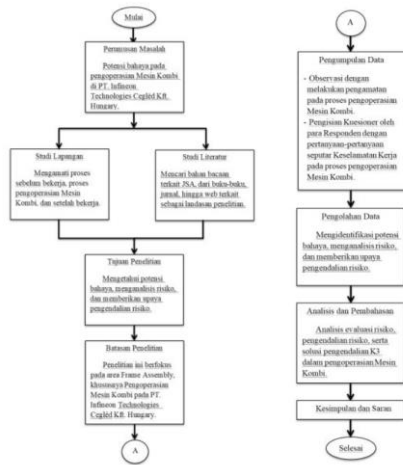 Mulai
Perumusan Masalah
Potensi bahaya pada
pengoperasian Mesin Kombi
di PT. Infineon
Technologies Cegléd Kft.
Hungary.
Studi Lapangan
Mengamati proses
sebelum bekerja, proses
pengoperasian Mesin
Kombi, dan setelah bekerja.
Studi Literatur
Mencari bahan bacaan
terkait JSA, dari buku-buku,
jurnal, hingga web terkait
sebagai landasan penelitian.
Tujuan Penelitian
Mengetahui potensi
bahaya, menganalisis risiko,
dan memberikan upaya
pengendalian risiko.
Batasan Penelitian
Penelitian ini berfokus
pada area Frame Assembly,
khususnya Pengoperasian
Mesin Kombi pada PT.
Infineon Technologies
Cegléd Kft. Hungary.
A
A
Pengumpulan Data
- Observasi dengan
melakukan pengamatan
pada proses pengoperasian
Mesin Kombi.
- Pengisian Kuesioner oleh
para Responden dengan
pertanyaan-pertanyaan
seputar Keselamatan Kerja
pada proses pengoperasian
Mesin Kombi.
Pengolahan Data
Mengidentifikasi potensi
bahaya, menganalisis risiko,
dan memberikan upaya
pengendalian risiko.
Analisis dan Pembahasan
Analisis evaluasi risiko,
pengendalian risiko, serta
solusi pengendalian K3
dalam pengoperasian Mesin
Kombi.
Kesimpulan dan Saran
Selesai